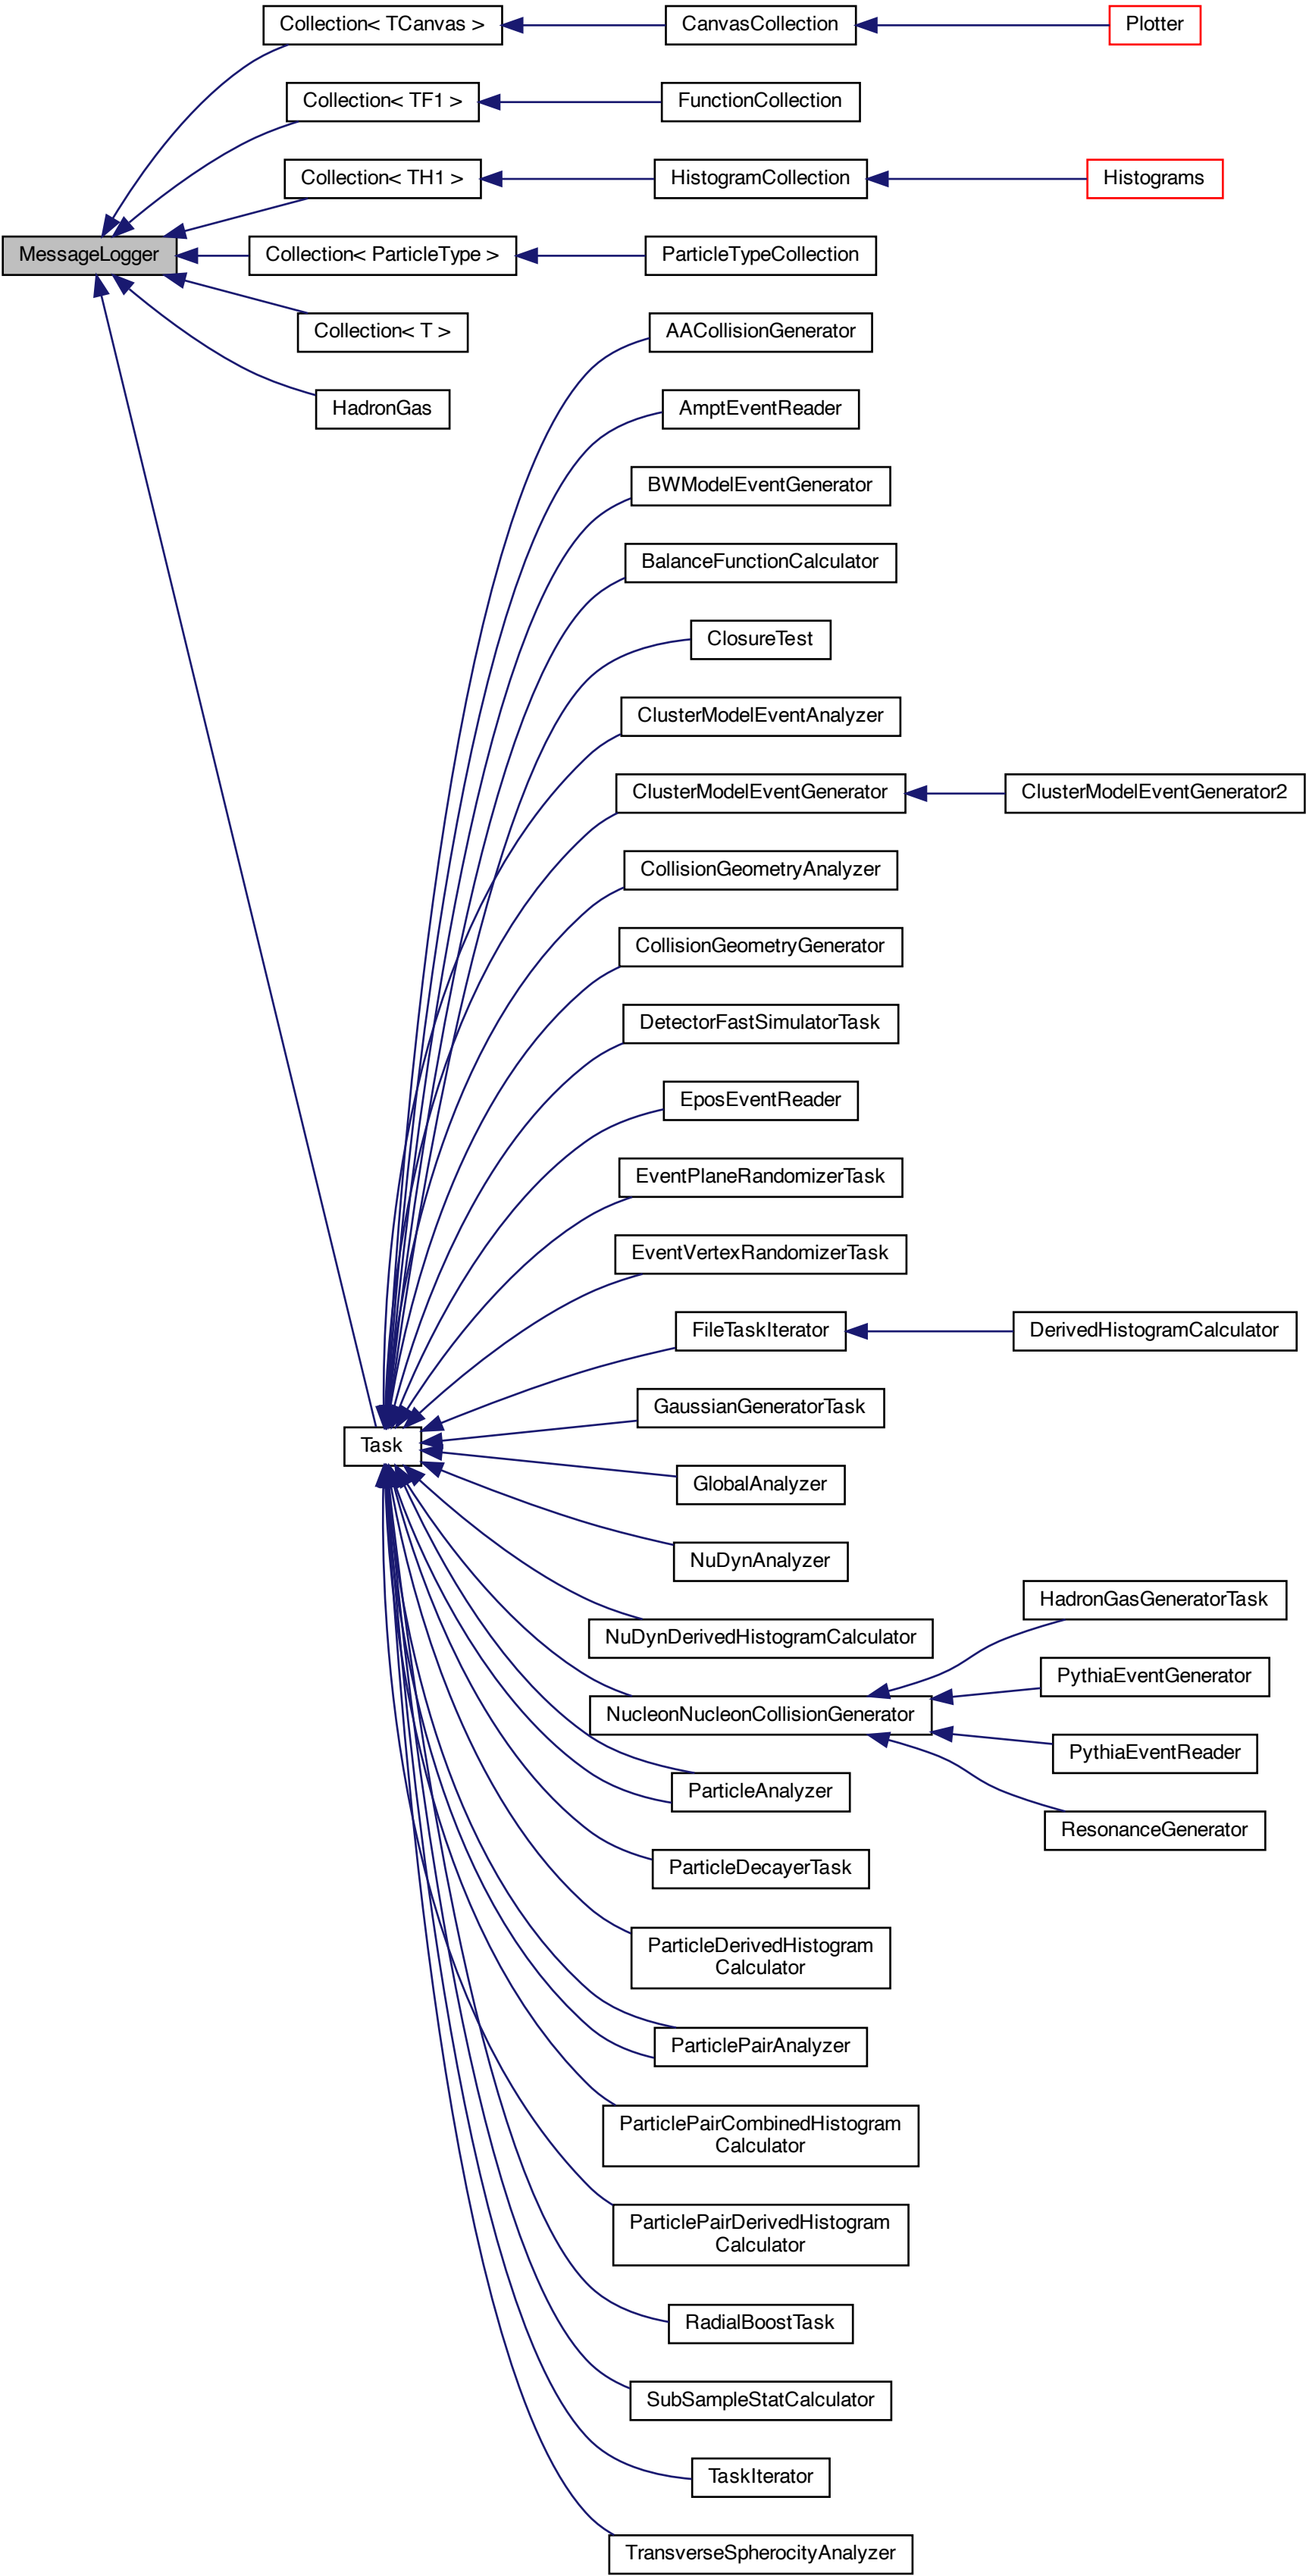 Collection< TCanvas >
CanvasCollection
Plotter
Collection< TF1 >
FunctionCollection
Collection< TH1 >
HistogramCollection
Histograms
MessageLogger
Collection< ParticleType >
ParticleTypeCollection
Collection< T >
AACollisionGenerator
HadronGas
AmptEventReader
BWModelEventGenerator
BalanceFunctionCalculator
ClosureTest
ClusterModelEventAnalyzer
ClusterModelEventGenerator
ClusterModelEventGenerator2
CollisionGeometryAnalyzer
CollisionGeometryGenerator
DetectorFastSimulatorTask
EposEventReader
EventPlaneRandomizerTask
EventVertexRandomizerTask
FileTaskIterator
DerivedHistogramCalculator
GaussianGeneratorTask
Task
GlobalAnalyzer
NuDynAnalyzer
NuDynDerivedHistogramCalculator
HadronGasGeneratorTask
PythiaEventGenerator
NucleonNucleonCollisionGenerator
PythiaEventReader
ParticleAnalyzer
ResonanceGenerator
ParticleDecayerTask
ParticleDerivedHistogram
Calculator
ParticlePairAnalyzer
ParticlePairCombinedHistogram
Calculator
ParticlePairDerivedHistogram
Calculator
RadialBoostTask
SubSampleStatCalculator
TaskIterator
TransverseSpherocityAnalyzer